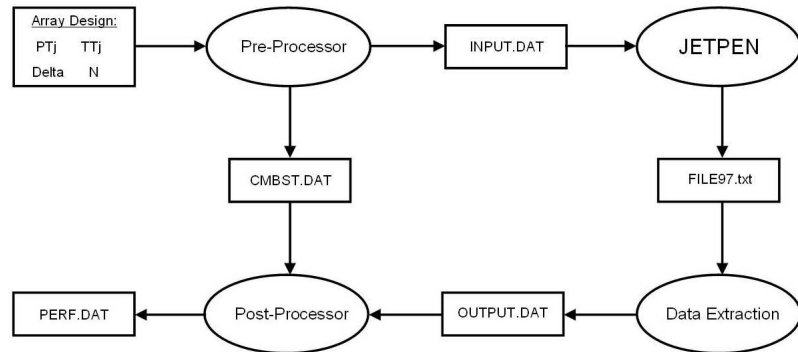 Array Design:
PTj TTj
Delta N
Pre-Processor
INPUT.DAT
JETPEN
CMBST.DAT
FILE97.txt
PERF.DAT
Post-Processor
OUTPUT.DAT
Data Extraction